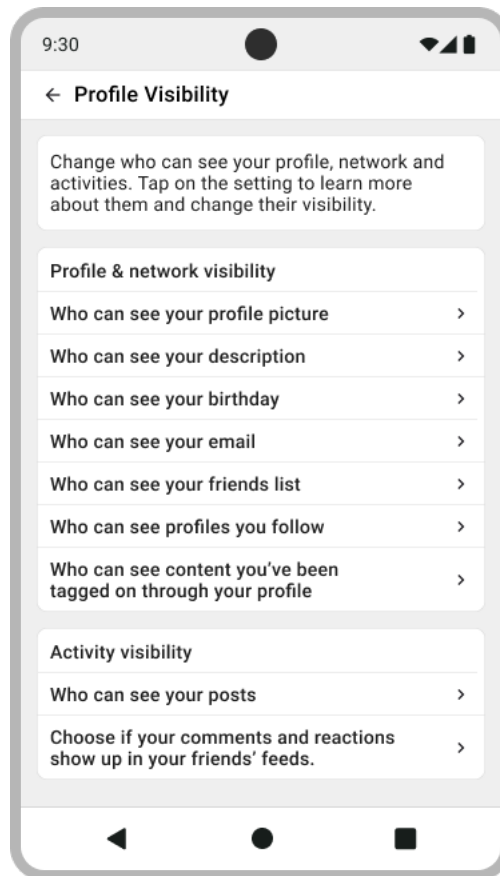 9:30
Profile Visibility
Change who can see your profile, network and
activities. Tap on the setting to learn more
about them and change their visibility.
Profile & network visibility
Who can see your profile picture
Who can see your description
Who can see your birthday
Who can see your email
Who can see your friends list
Who can see profiles you follow
Who can see content you’ve been
tagged on through your profile
Activity visibility
Who can see your posts
Choose if your comments and reactions
show up in your friends’ feeds.